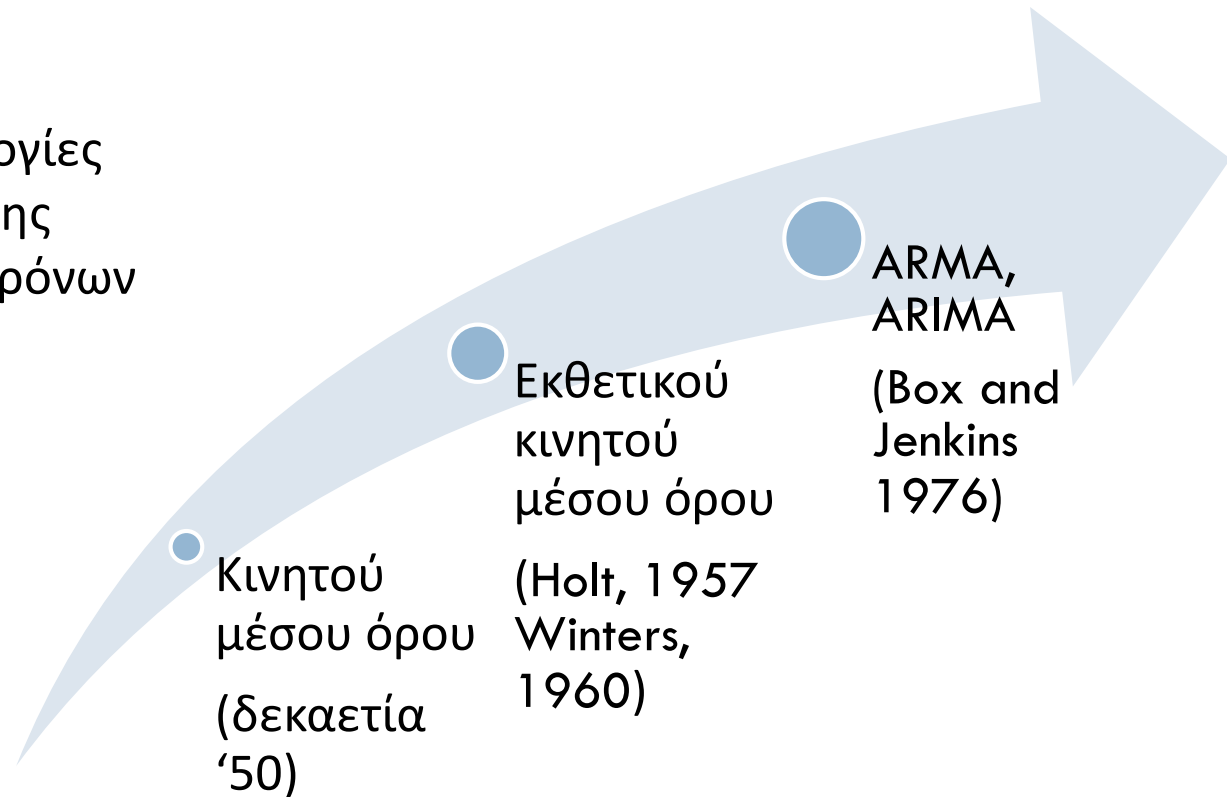 ογίες
ης
ρόνων
Κινητού
μέσου όρου
(δεκαετία
‘50)
Εκθετικού
κινητού
μέσου όρου
(Holt, 1957
Winters,
1960)
ARMA,
ARIMA
(Box and
Jenkins
1976)